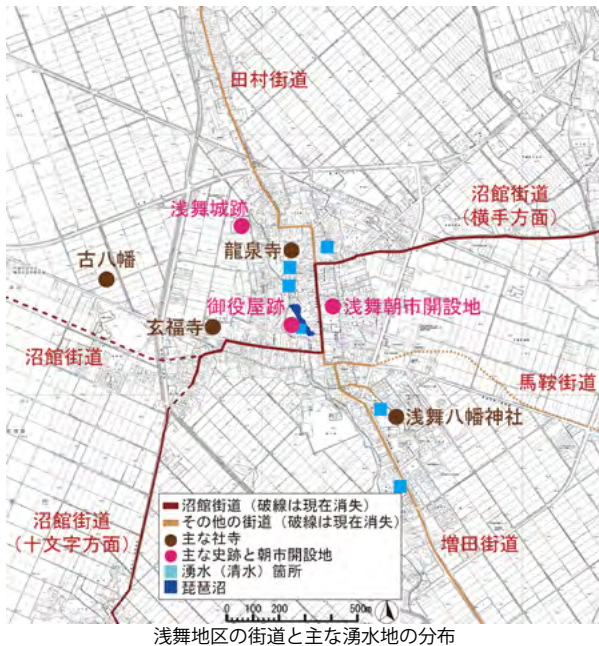 田村街道
浅舞城跡
沼館街道
(横手方面)
龍泉寺
古八幡
御役屋跡
浅舞朝市開設地
玄福寺
沼館街道
馬鞍街道
浅舞八幡神社
沼館街道
(十文字方面)
増田街道
沼館街道(破線は現在消失)
その他の街道(破線は現在消失)
主な社寺
主な史跡と朝市開設地
湧水(清水)箇所
琵琶沼
0 100 200 500m
浅舞地区の街道と主な湧水地の分布